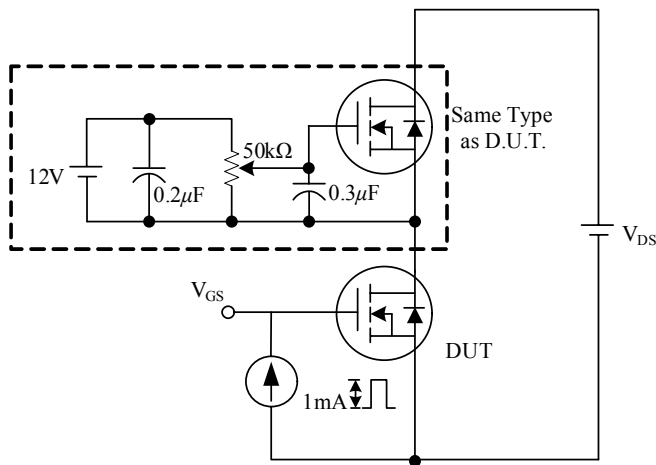 Same Type
as D.U.T.
50kΩ
12V
0.2μF
0.3μF
V_DS
V_GS
DUT
1mA